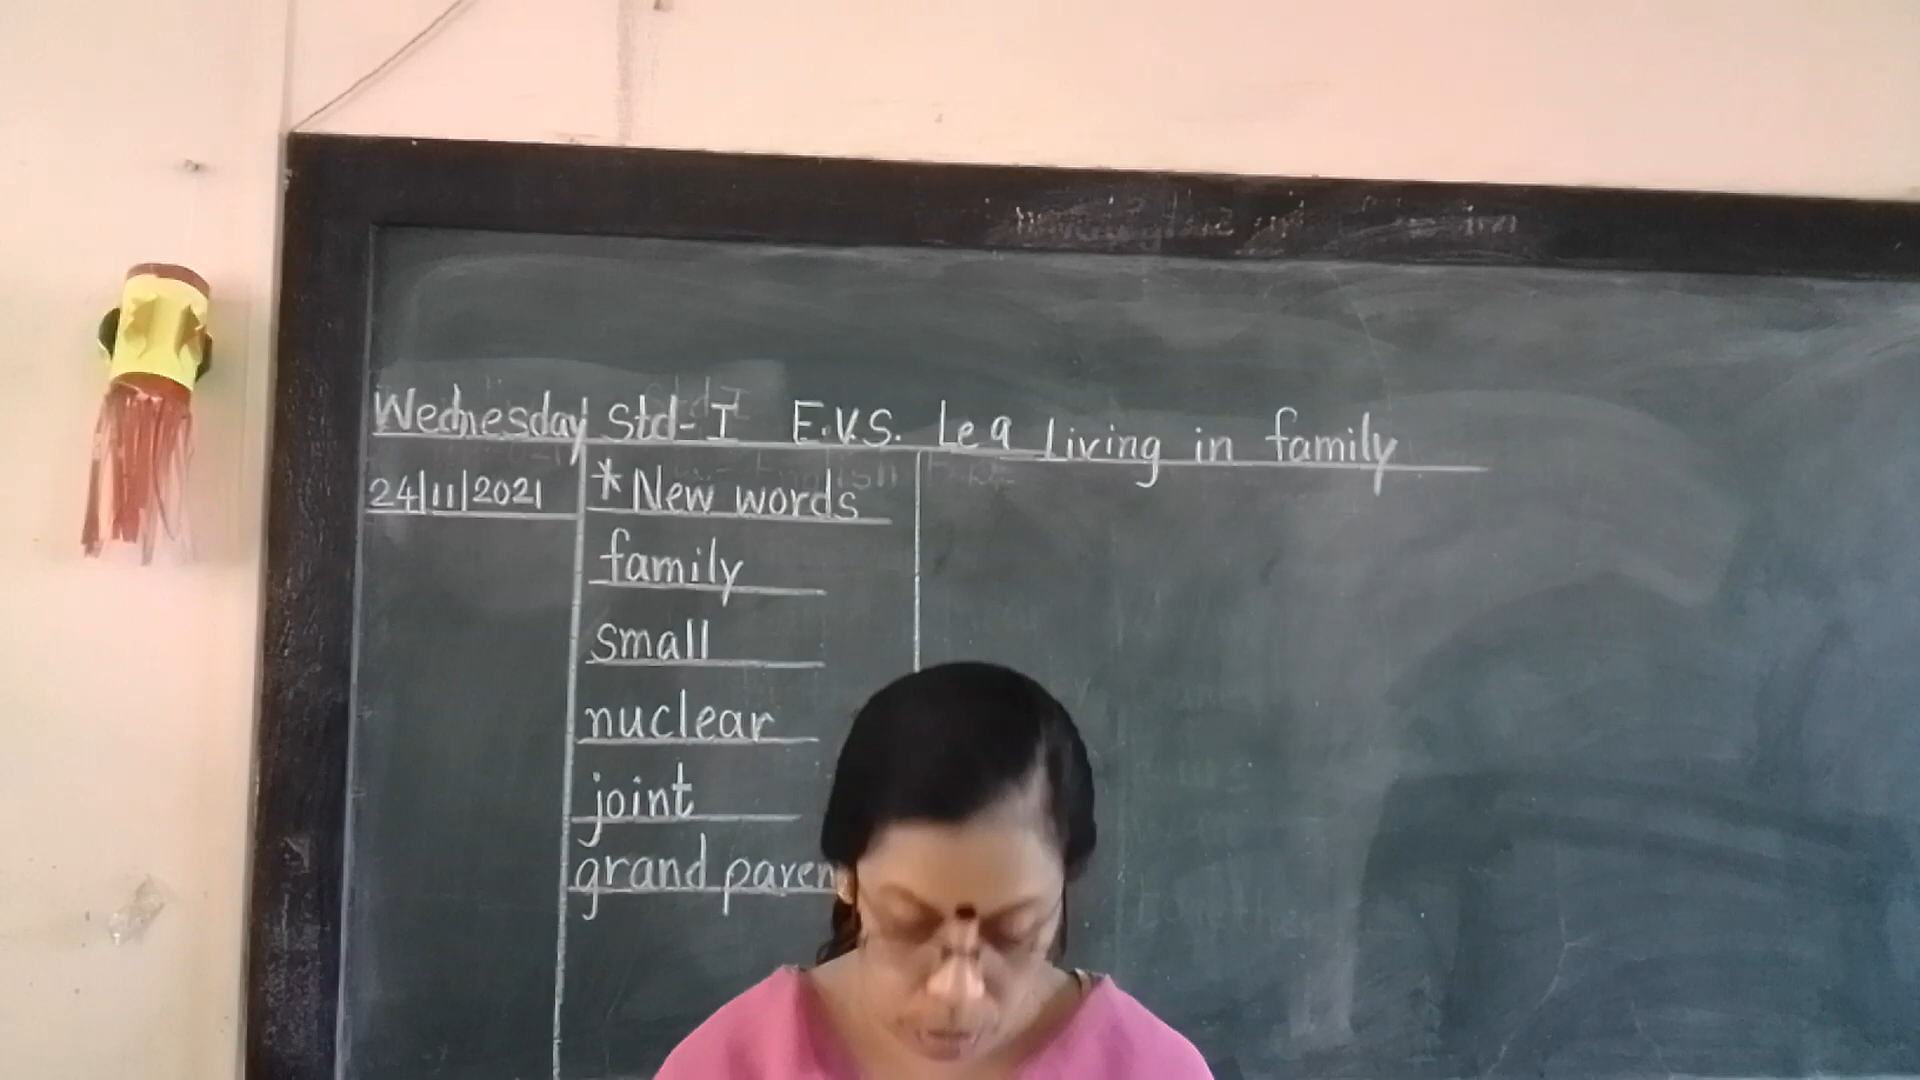 Wednesday Std-I E.V.S. Le 9 Living in family
24/11/2021
*New words
family
small
nuclear
joint
grand paren